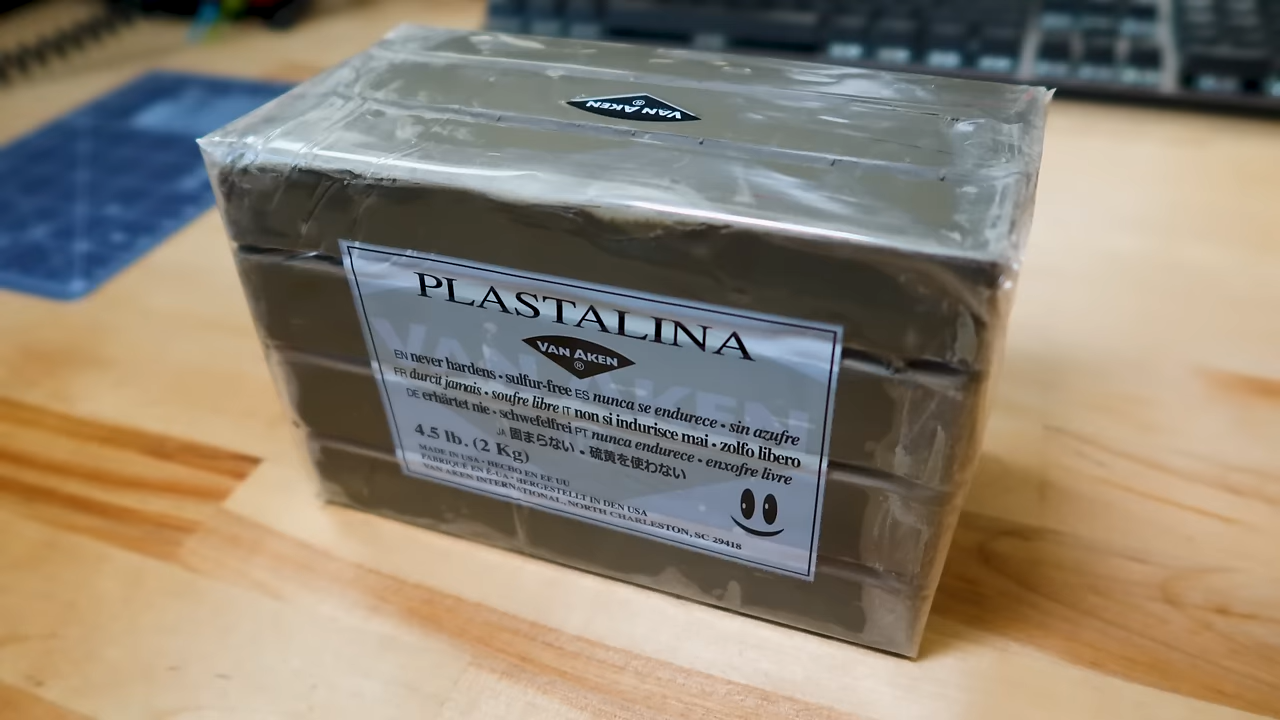 VAN AKEN
®
PLASTALINA
VAN AKEN
®
VAN AKEN
EN never hardens • sulfur-free ES nunca se endurece • sin azufre
FR durcit jamais • soufre libre IT non si indurisce mai • zolfo libero
DE erhärtet nie • schwefelfrei PT nunca endurece • enxofre livre
JA 固まらない • 硫黄を使わない
4.5 lb. (2 Kg)
MADE IN USA • HECHO EN EE UU
FABRIQUÉ EN É-UA • HERGESTELLT IN DEN USA
VAN AKEN INTERNATIONAL, NORTH CHARLESTON, SC 29418